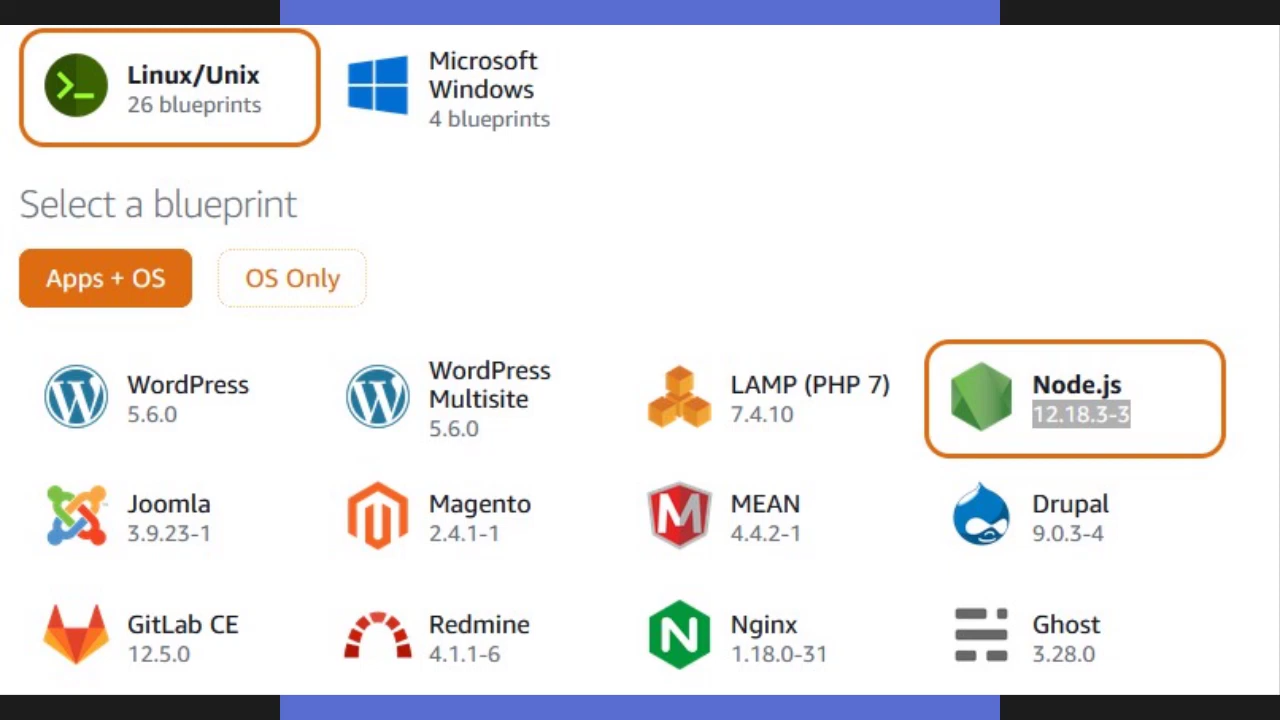 Linux/Unix
26 blueprints
Microsoft
Windows
4 blueprints
Select a blueprint
Apps + OS
OS Only
WordPress
5.6.0
WordPress
Multisite
5.6.0
LAMP (PHP 7)
7.4.10
Node.js
12.18.3-3
Joomla
3.9.23-1
Magento
2.4.1-1
MEAN
4.4.2-1
Drupal
9.0.3-4
GitLab CE
12.5.0
Redmine
4.1.1-6
Nginx
1.18.0-31
Ghost
3.28.0